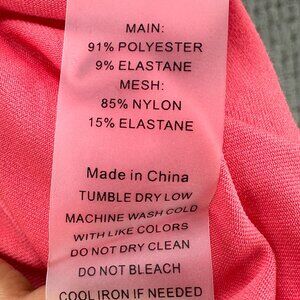 MAIN:
91% POLYESTER
9% ELASTANE
MESH:
85% NYLON
15% ELASTANE
Made in China
TUMBLE DRY LOW
MACHINE WASH COLD
WITH LIKE COLORS
DO NOT DRY CLEAN
DO NOT BLEACH
COOL IRON IF NEEDED